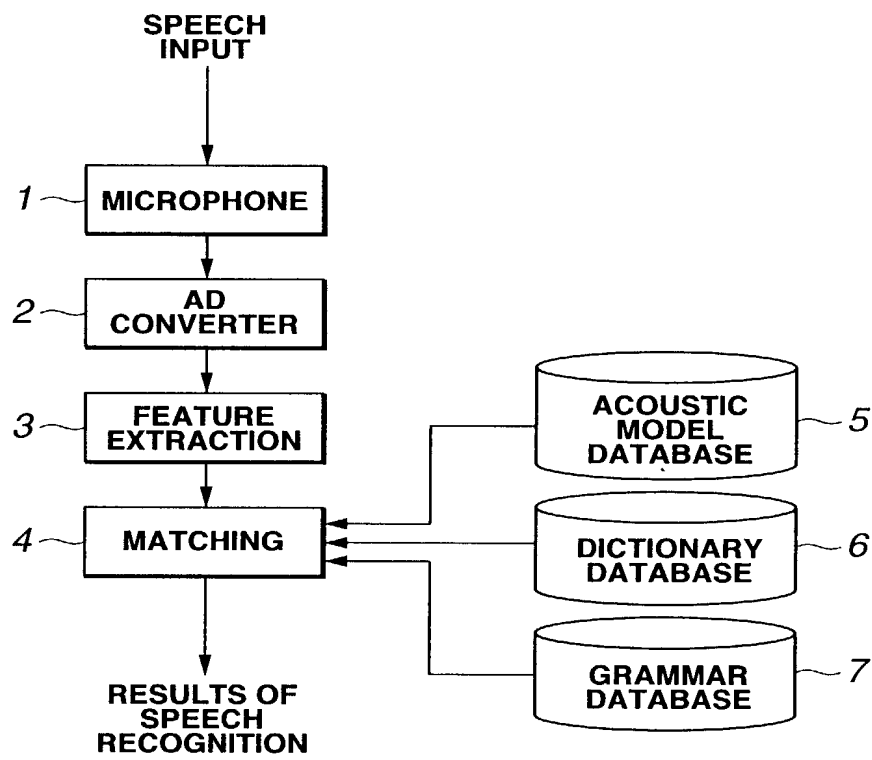 SPEECH
INPUT
1
MICROPHONE
2
AD
CONVERTER
3
FEATURE
EXTRACTION
4
MATCHING
RESULTS OF
SPEECH
RECOGNITION
ACOUSTIC
MODEL
DATABASE
5
DICTIONARY
DATABASE
6
GRAMMAR
DATABASE
7